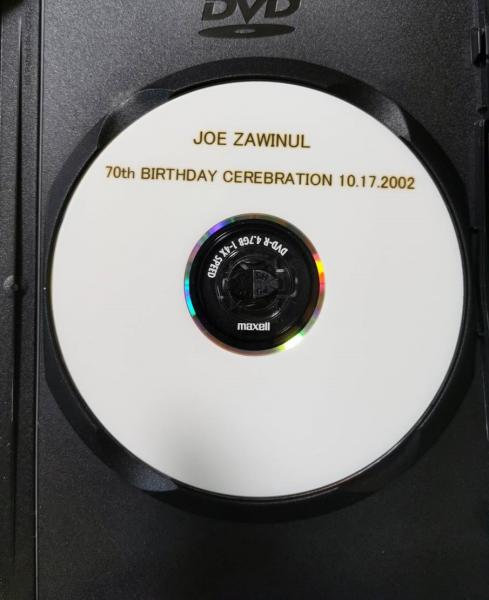 DVD
JOE ZAWINUL
70th BIRTHDAY CEREBRATION 10.17.2002
DVD-R 4.7GB 1-4X SPEED
maxell